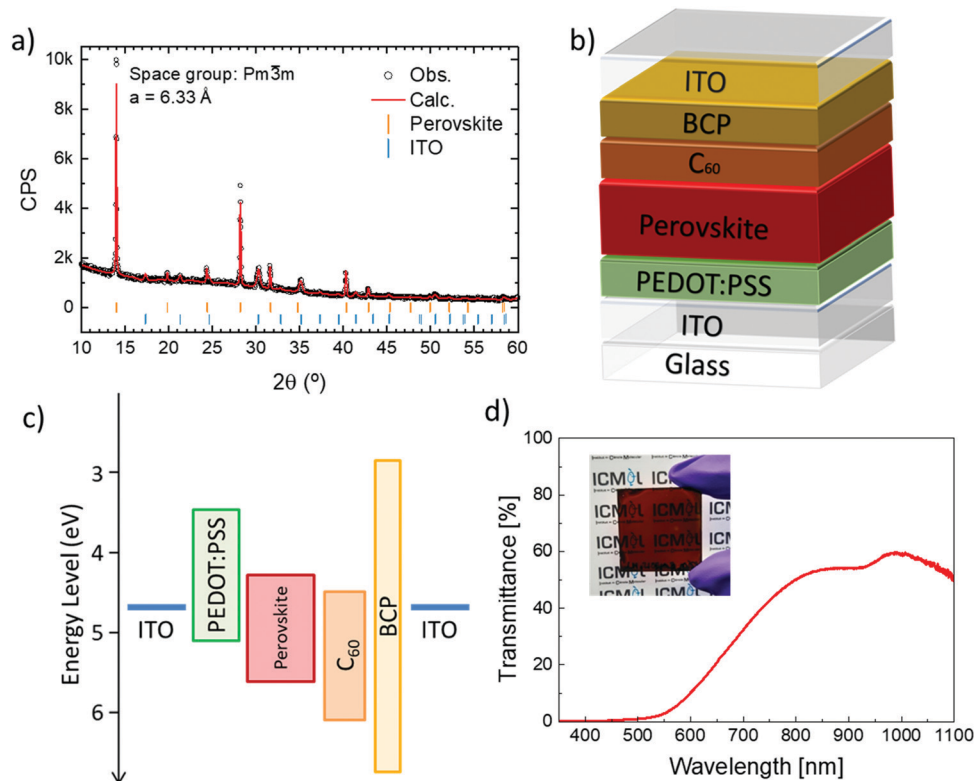 a)
Space group: Pm3̅m
a = 6.33 Å
Obs.
Calc.
Perovskite
ITO
CPS
10k
8k
6k
4k
2k
0
10 15 20 25 30 35 40 45 50 55 60
2θ (º)
b)
ITO
BCP
C₆₀
Perovskite
PEDOT:PSS
ITO
Glass
c)
Energy Level (eV)
3
4
5
6
ITO
PEDOT:PSS
Perovskite
C₆₀
BCP
ITO
d)
Transmittance [%]
100
80
60
40
20
0
ICMOL
ICMOL
ICMOL
400 500 600 700 800 900 1000 1100
Wavelength [nm]